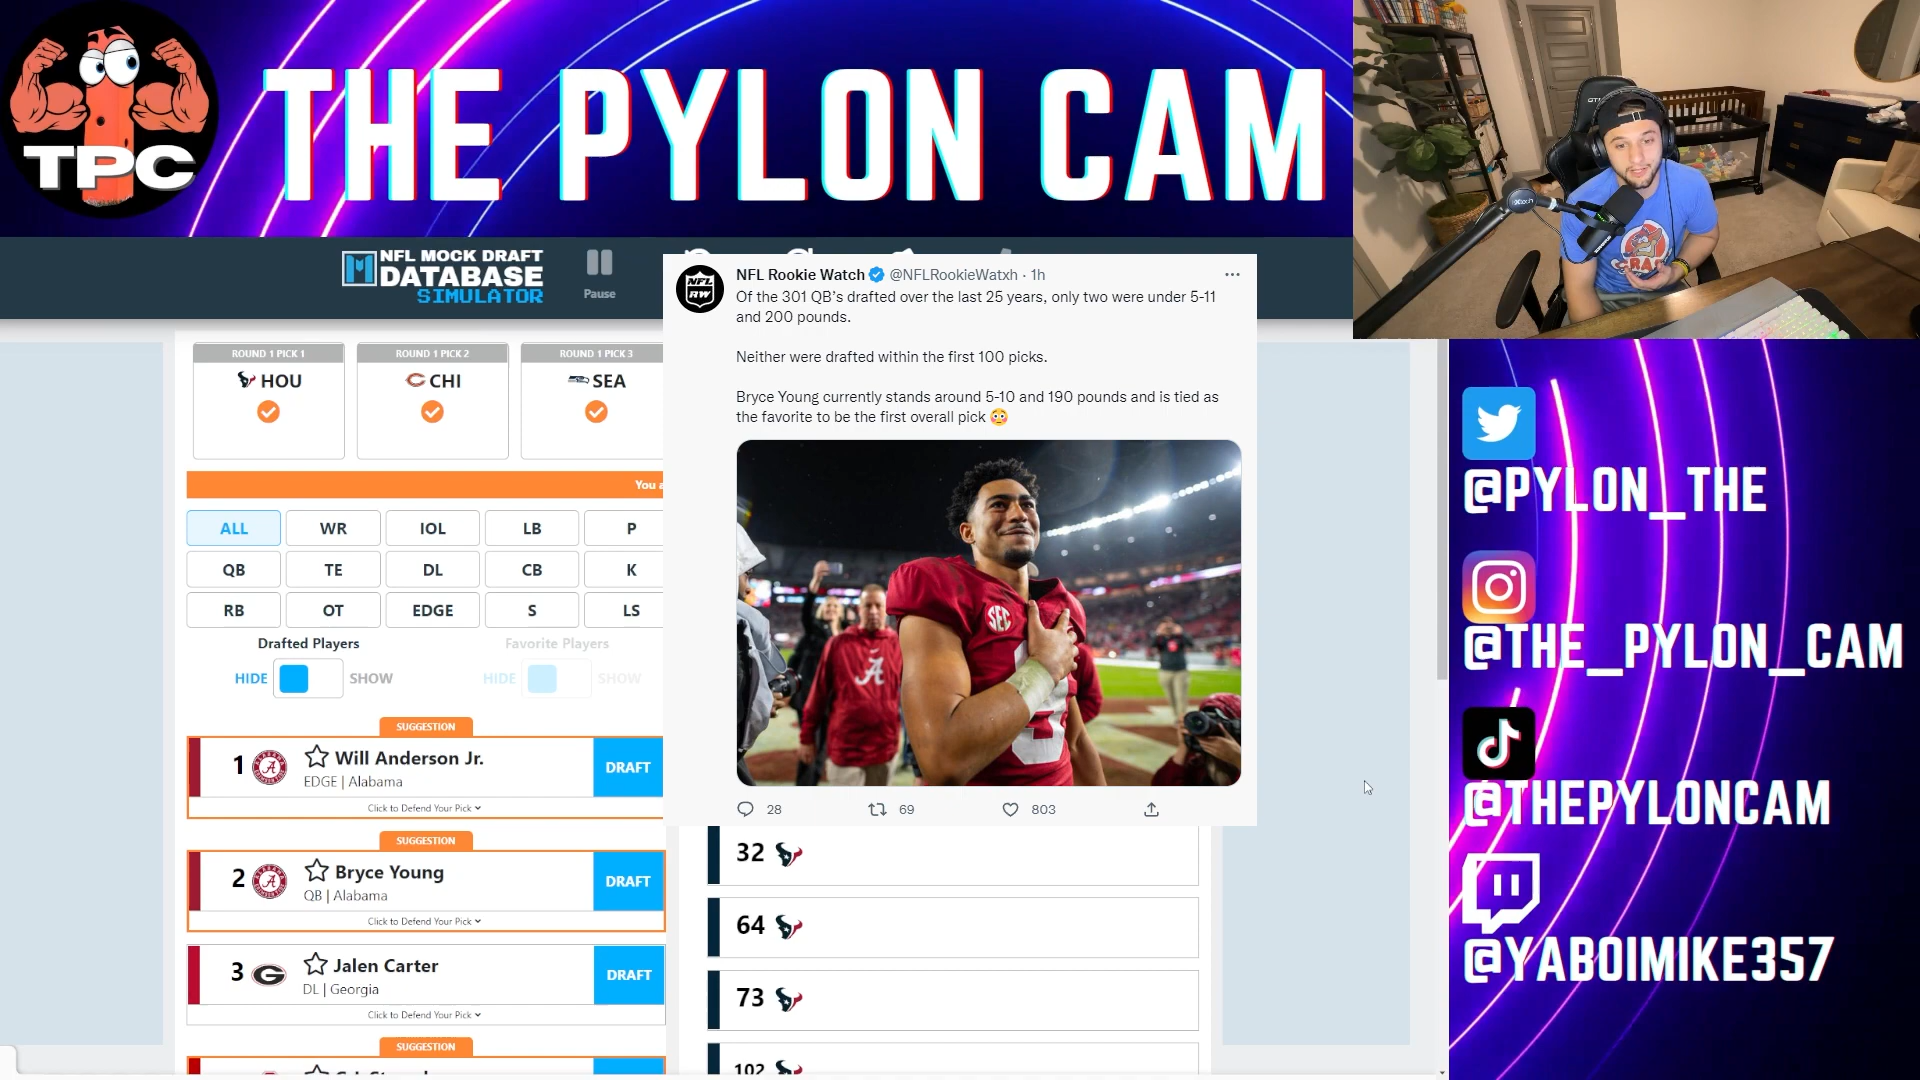 THE PYLON CAM
TPC
NFL MOCK DRAFT
DATABASE
SIMULATOR
Pause
NFL
RW
NFL Rookie Watch @NFLRookieWatxh · 1h
Of the 301 QB's drafted over the last 25 years, only two were under 5-11
and 200 pounds.
Neither were drafted within the first 100 picks.
Bryce Young currently stands around 5-10 and 190 pounds and is tied as
the favorite to be the first overall pick 😳
SEC
A
9
28 69 803
ROUND 1 PICK 1 ROUND 1 PICK 2 ROUND 1 PICK 3
HOU CHI SEA
You a
ALL WR IOL LB P
QB TE DL CB K
RB OT EDGE S LS
Drafted Players Favorite Players
HIDE SHOW HIDE SHOW
SUGGESTION
1 A Will Anderson Jr. DRAFT
EDGE | Alabama
Click to Defend Your Pick
SUGGESTION
2 A Bryce Young DRAFT
QB | Alabama
Click to Defend Your Pick
3 G Jalen Carter DRAFT
DL | Georgia
Click to Defend Your Pick
SUGGESTION
32
64
73
102
@PYLON_THE
@THE_PYLON_CAM
@THEPYLONCAM
@YABOIMIKE357